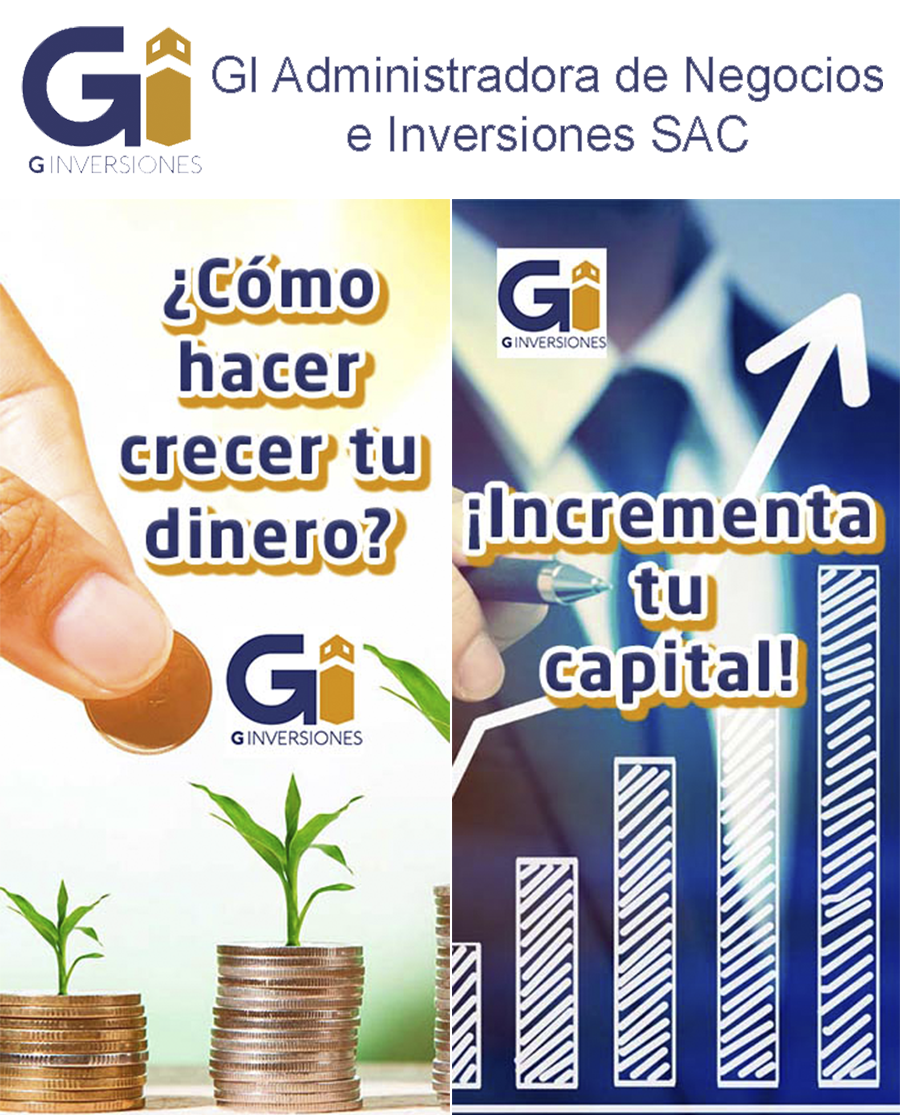 GI
G INVERSIONES
GI Administradora de Negocios
e Inversiones SAC
¿Cómo
hacer
crecer tu
dinero?
GI
G INVERSIONES
GI
G INVERSIONES
¡Incrementa
tu
capital!